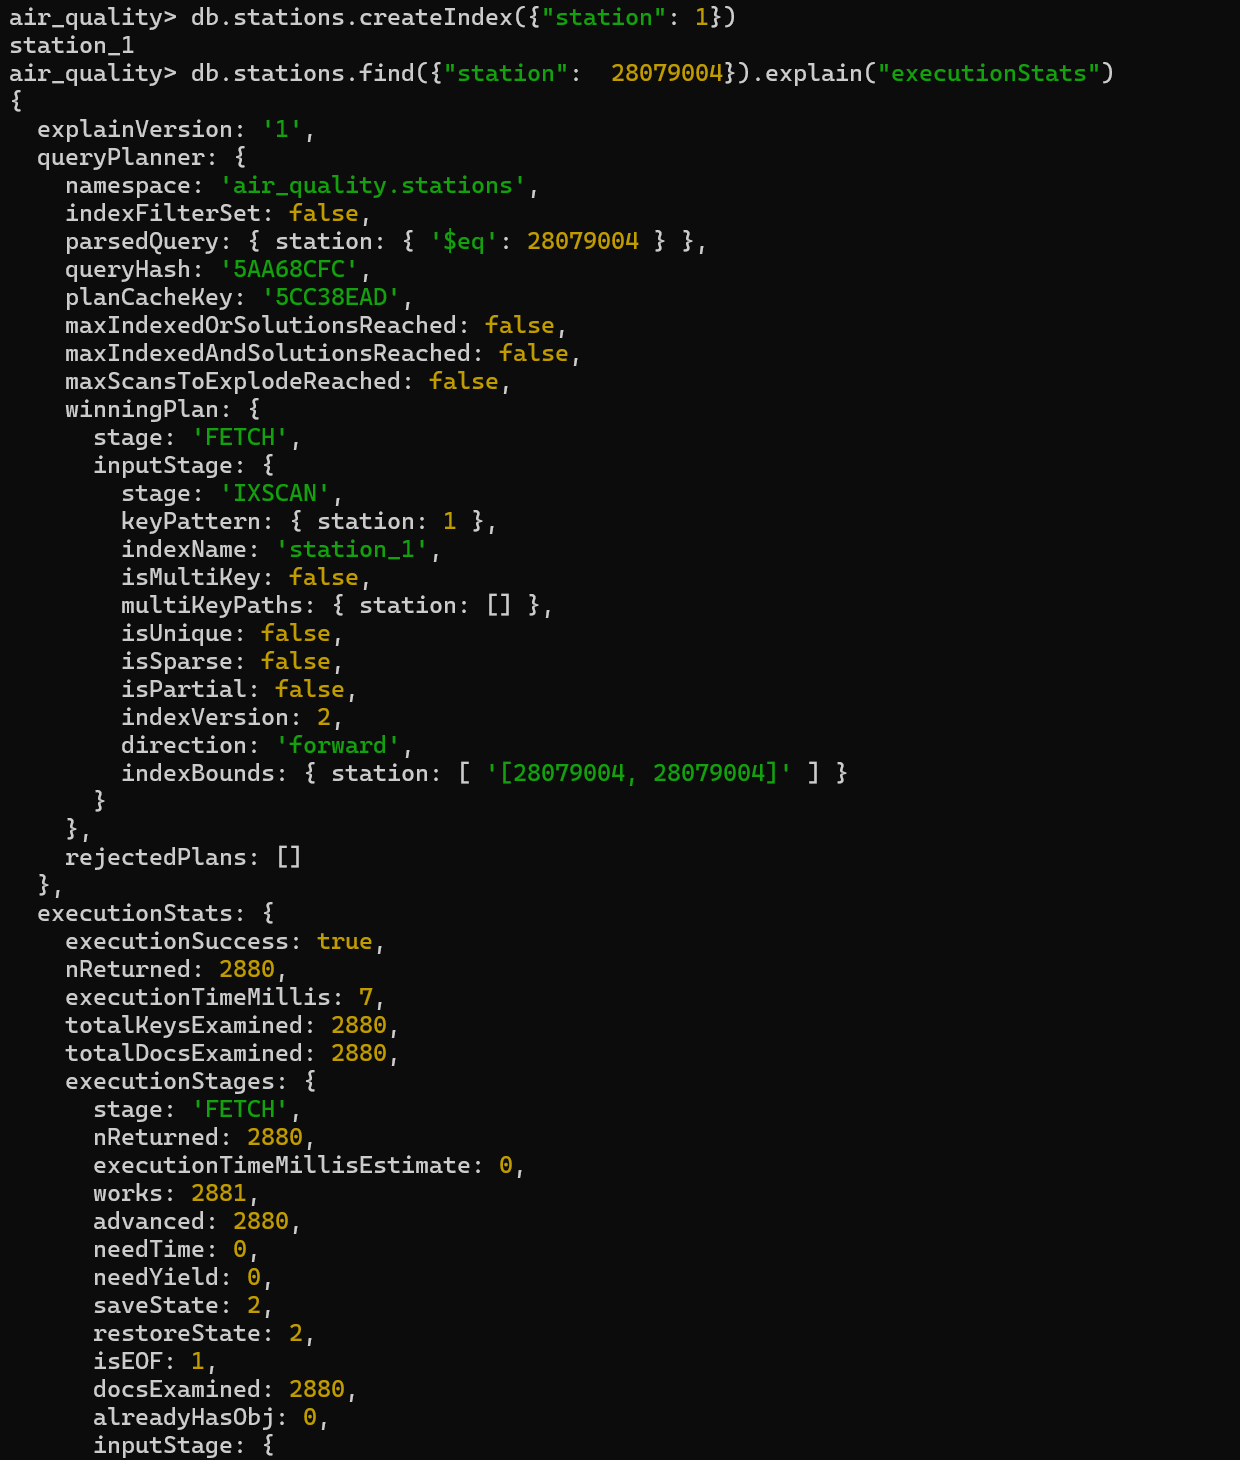 air_quality> db.stations.createIndex({"station": 1})
station_1
air_quality> db.stations.find({"station":  28079004}).explain("executionStats")
{
  explainVersion: '1',
  queryPlanner: {
    namespace: 'air_quality.stations',
    indexFilterSet: false,
    parsedQuery: { station: { '$eq': 28079004 } },
    queryHash: '5AA68CFC',
    planCacheKey: '5CC38EAD',
    maxIndexedOrSolutionsReached: false,
    maxIndexedAndSolutionsReached: false,
    maxScansToExplodeReached: false,
    winningPlan: {
      stage: 'FETCH',
      inputStage: {
        stage: 'IXSCAN',
        keyPattern: { station: 1 },
        indexName: 'station_1',
        isMultiKey: false,
        multiKeyPaths: { station: [] },
        isUnique: false,
        isSparse: false,
        isPartial: false,
        indexVersion: 2,
        direction: 'forward',
        indexBounds: { station: [ '[28079004, 28079004]' ] }
      }
    },
    rejectedPlans: []
  },
  executionStats: {
    executionSuccess: true,
    nReturned: 2880,
    executionTimeMillis: 7,
    totalKeysExamined: 2880,
    totalDocsExamined: 2880,
    executionStages: {
      stage: 'FETCH',
      nReturned: 2880,
      executionTimeMillisEstimate: 0,
      works: 2881,
      advanced: 2880,
      needTime: 0,
      needYield: 0,
      saveState: 2,
      restoreState: 2,
      isEOF: 1,
      docsExamined: 2880,
      alreadyHasObj: 0,
      inputStage: {